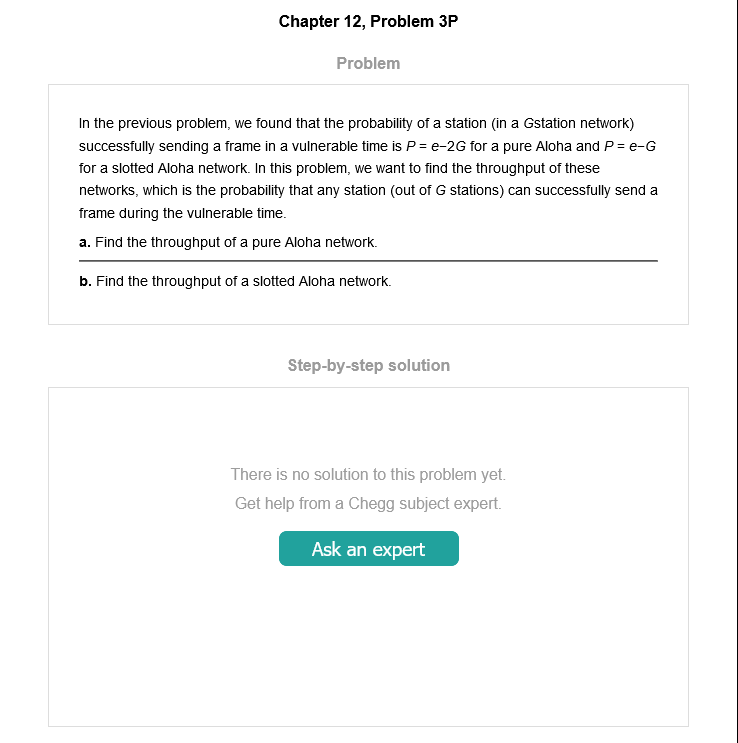 Chapter 12, Problem 3P
Problem
In the previous problem, we found that the probability of a station (in a Gstation network)
successfully sending a frame in a vulnerable time is P = e−2G for a pure Aloha and P = e−G
for a slotted Aloha network. In this problem, we want to find the throughput of these
networks, which is the probability that any station (out of G stations) can successfully send a
frame during the vulnerable time.
a. Find the throughput of a pure Aloha network.
b. Find the throughput of a slotted Aloha network.
Step-by-step solution
There is no solution to this problem yet.
Get help from a Chegg subject expert.
Ask an expert